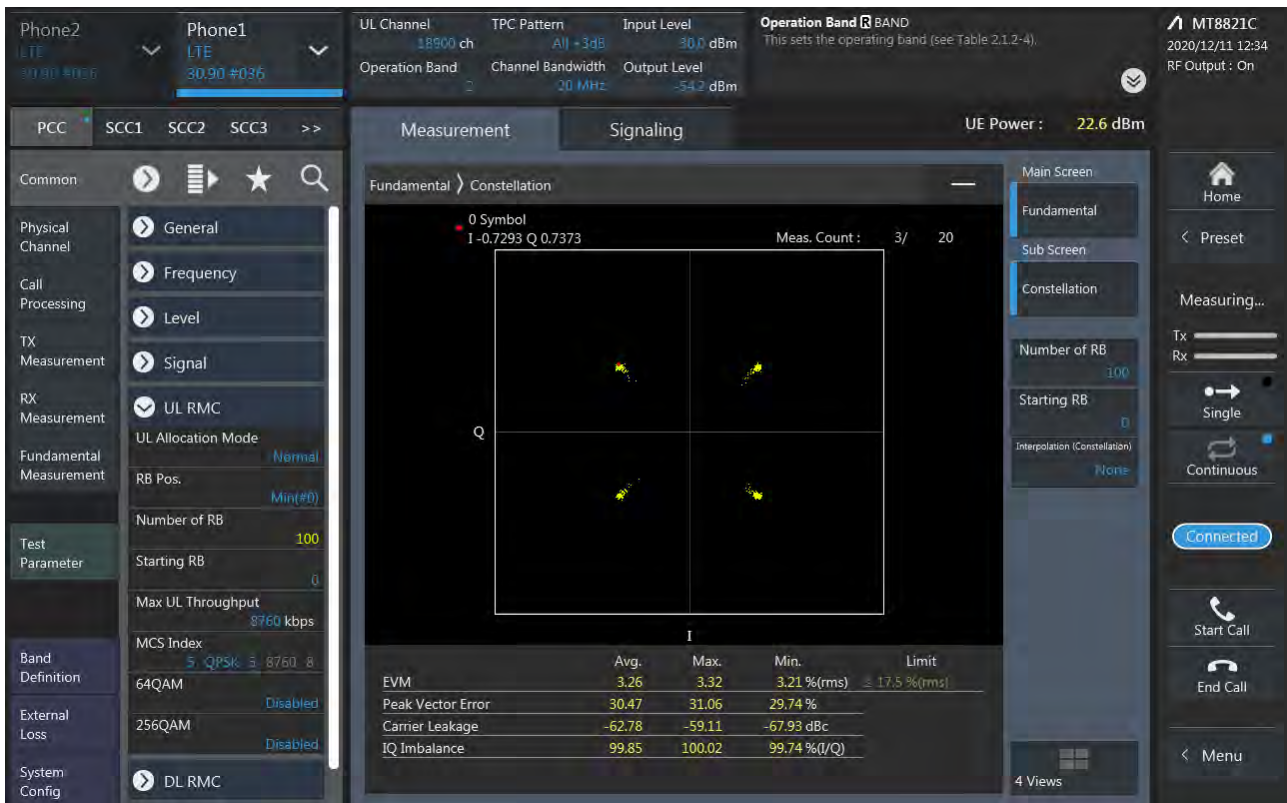 Phone2
LTE
30.90 #036
Phone1
LTE
30.90 #036
UL Channel
18900 ch
Operation Band
2
TPC Pattern
All +3dB
Channel Bandwidth
20 MHz
Input Level
30.0 dBm
Output Level
-54.2 dBm
Operation Band R BAND
This sets the operating band (see Table 2.1.2-4).
MT8821C
2020/12/11 12:34
RF Output : On
PCC SCC1 SCC2 SCC3 >>
Measurement Signaling
UE Power : 22.6 dBm
Common
Physical
Channel
Call
Processing
TX
Measurement
RX
Measurement
Fundamental
Measurement
Test
Parameter
Band
Definition
External
Loss
System
Config
General
Frequency
Level
Signal
UL RMC
UL Allocation Mode
Normal
RB Pos.
Min(#0)
Number of RB
100
Starting RB
0
Max UL Throughput
8760 kbps
MCS Index
5 QPSK 5 8760 8
64QAM
Disabled
256QAM
Disabled
DL RMC
Fundamental Constellation
0 Symbol
I -0.7293 Q 0.7373
Meas. Count : 3/ 20
Q
I
Avg. Max. Min. Limit
EVM 3.26 3.32 3.21 %(rms) ≤ 17.5 %(rms)
Peak Vector Error 30.47 31.06 29.74 %
Carrier Leakage -62.78 -59.11 -67.93 dBc
IQ Imbalance 99.85 100.02 99.74 %(I/Q)
Main Screen
Fundamental
Sub Screen
Constellation
Number of RB
100
Starting RB
0
Interpolation (Constellation)
None
4 Views
Home
< Preset
Measuring...
Tx
Rx
Single
Continuous
Connected
Start Call
End Call
< Menu